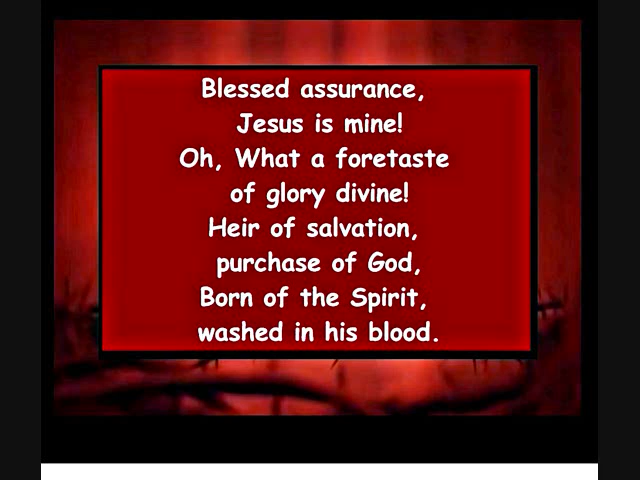 Blessed assurance,
Jesus is mine!
Oh, What a foretaste
of glory divine!
Heir of salvation,
purchase of God,
Born of the Spirit,
washed in his blood.